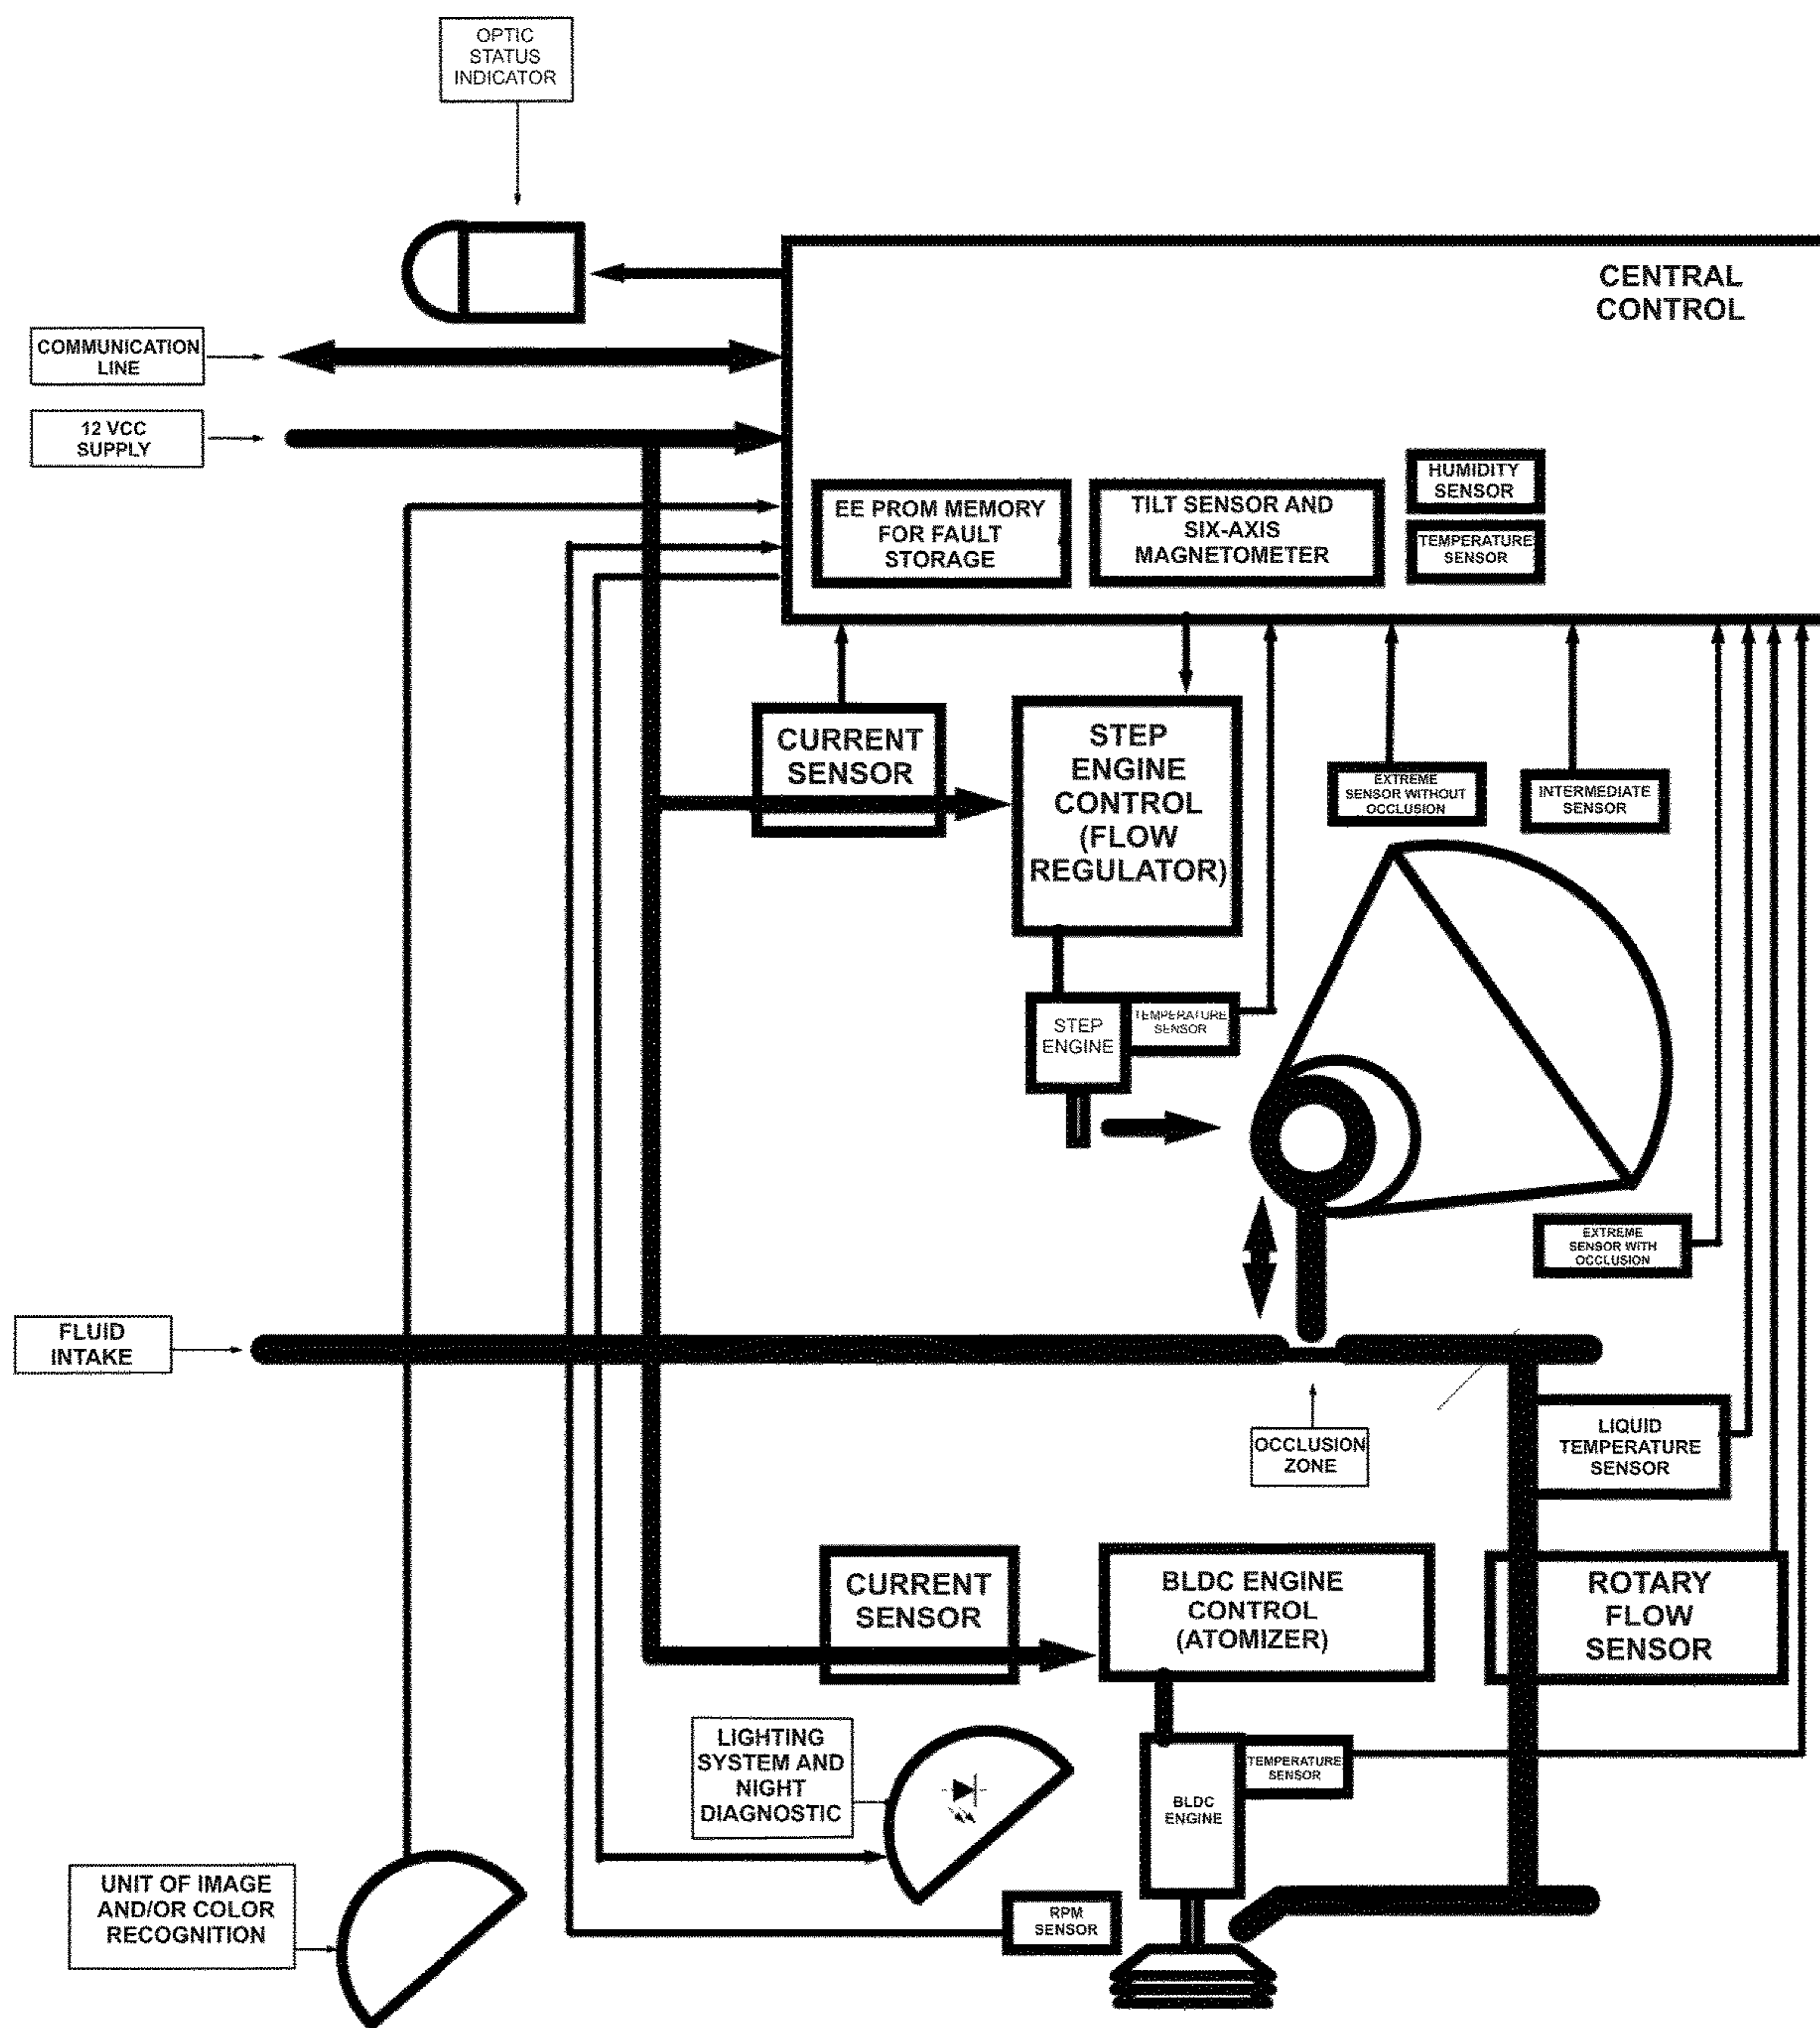 OPTIC
STATUS
INDICATOR
CENTRAL
CONTROL
COMMUNICATION
LINE
12 VCC
SUPPLY
EE PROM MEMORY
FOR FAULT
STORAGE
TILT SENSOR AND
SIX-AXIS
MAGNETOMETER
HUMIDITY
SENSOR
TEMPERATURE
SENSOR
CURRENT
SENSOR
STEP
ENGINE
CONTROL
(FLOW
REGULATOR)
EXTREME
SENSOR WITHOUT
OCCLUSION
INTERMEDIATE
SENSOR
STEP
ENGINE
TEMPERATURE
SENSOR
EXTREME
SENSOR WITH
OCCLUSION
FLUID
INTAKE
OCCLUSION
ZONE
LIQUID
TEMPERATURE
SENSOR
CURRENT
SENSOR
BLDC ENGINE
CONTROL
(ATOMIZER)
ROTARY
FLOW
SENSOR
LIGHTING
SYSTEM AND
NIGHT
DIAGNOSTIC
BLDC
ENGINE
TEMPERATURE
SENSOR
UNIT OF IMAGE
AND/OR COLOR
RECOGNITION
RPM
SENSOR